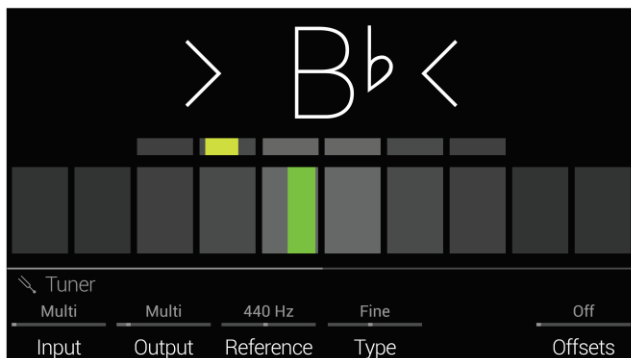 > B♭ <
Tuner
Multi Multi 440 Hz Fine Off
Input Output Reference Type Offsets